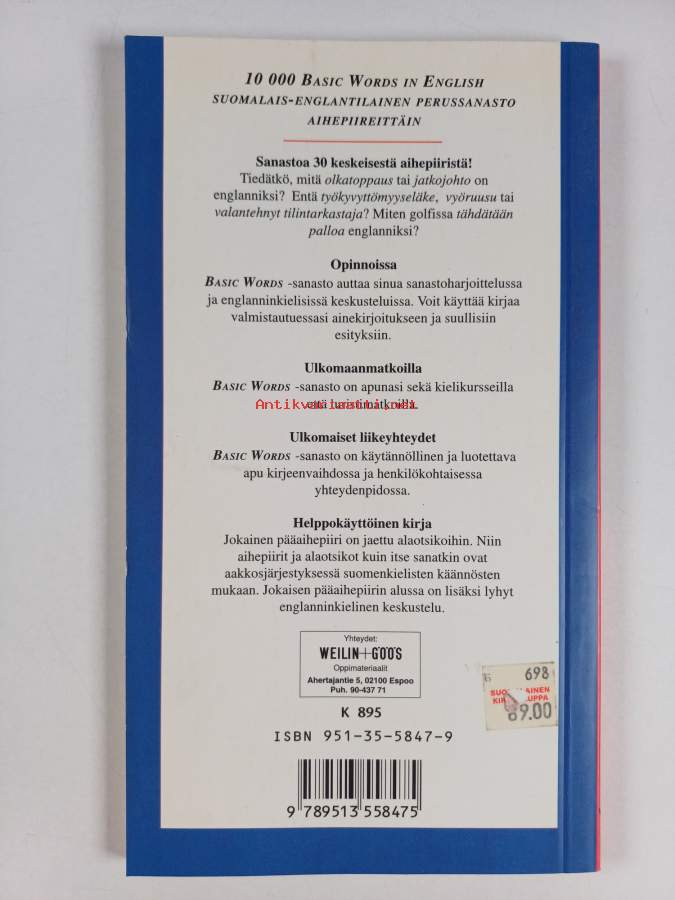 10 000 BASIC WORDS IN ENGLISH
SUOMALAIS-ENGLANTILAINEN PERUSSANASTO
AIHEPIIREITTÄIN
Sanastoa 30 keskeisestä aihepiiristä!
Tiedätkö, mitä olkatoppaus tai jatkojohto on
englanniksi? Entä työkyvyttömyyseläke, vyöruusu tai
valantehnyt tilintarkastaja? Miten golfissa tähdätään
palloa englanniksi?
Opinnoissa
BASIC WORDS -sanasto auttaa sinua sanastoharjoittelussa
ja englanninkielisissä keskusteluissa. Voit käyttää kirjaa
valmistautuessasi ainekirjoitukseen ja suullisiin
esityksiin.
Ulkomaanmatkoilla
BASIC WORDS -sanasto on apunasi sekä kielikursseilla
että turistimatkoilla.
Antikvariaatti.net
Ulkomaiset liikeyhteydet
BASIC WORDS -sanasto on käytännöllinen ja luotettava
apu kirjeenvaihdossa ja henkilökohtaisessa
yhteydenpidossa.
Helppokäyttöinen kirja
Jokainen pääaihepiiri on jaettu alaotsikoihin. Niin
aihepiirit ja alaotsikot kuin itse sanatkin ovat
aakkosjärjestyksessä suomenkielisten käännösten
mukaan. Jokaisen pääaihepiirin alussa on lisäksi lyhyt
englanninkielinen keskustelu.
Yhteydet:
WEILIN+GÖÖS
Oppimateriaalit
Ahertajantie 5, 02100 Espoo
Puh. 90-437 71
K 895
ISBN 951-35-5847-9
9 789513 558475
698
89.00